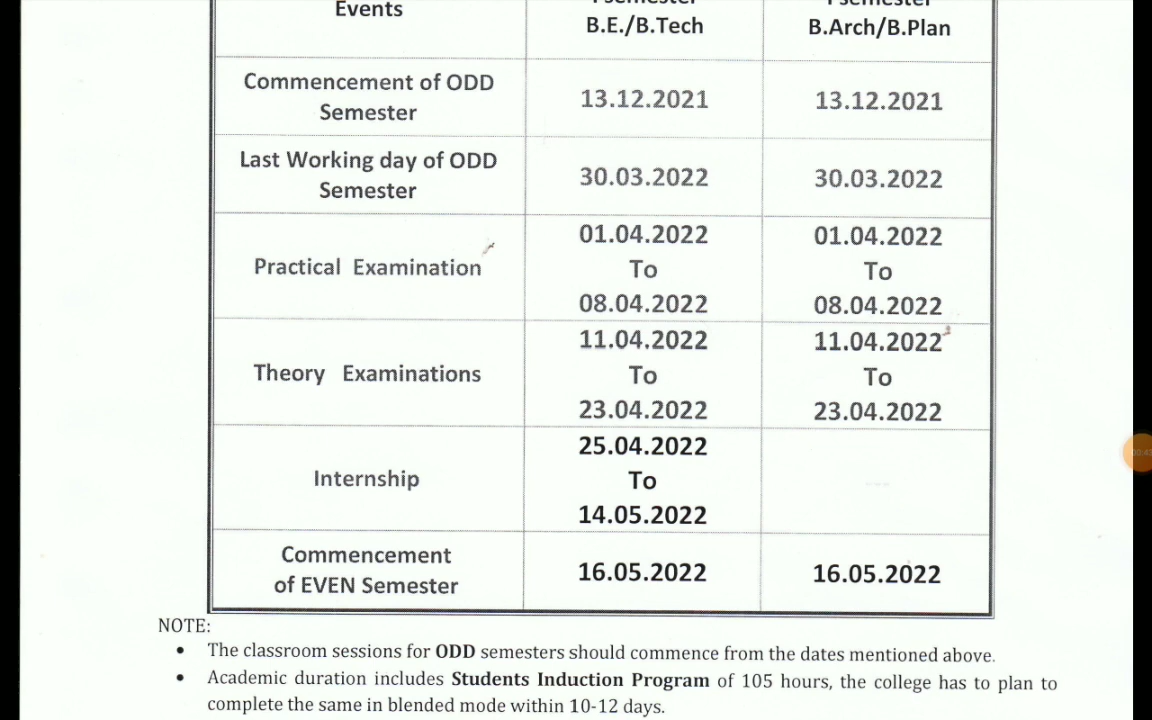 Events
I semester
B.E./B.Tech
I semester
B.Arch/B.Plan
Commencement of ODD
Semester
13.12.2021
13.12.2021
Last Working day of ODD
Semester
30.03.2022
30.03.2022
Practical Examination
01.04.2022
To
08.04.2022
01.04.2022
To
08.04.2022
Theory Examinations
11.04.2022
To
23.04.2022
11.04.2022
To
23.04.2022
Internship
25.04.2022
To
14.05.2022
Commencement
of EVEN Semester
16.05.2022
16.05.2022
NOTE:
• The classroom sessions for ODD semesters should commence from the dates mentioned above.
• Academic duration includes Students Induction Program of 105 hours, the college has to plan to
complete the same in blended mode within 10-12 days.